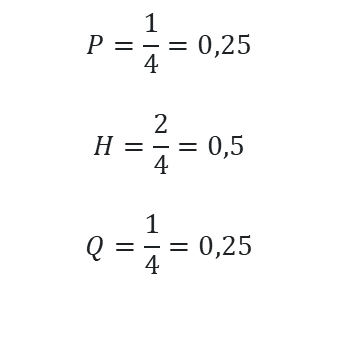 P = 1/4 = 0,25
H = 2/4 = 0,5
Q = 1/4 = 0,25